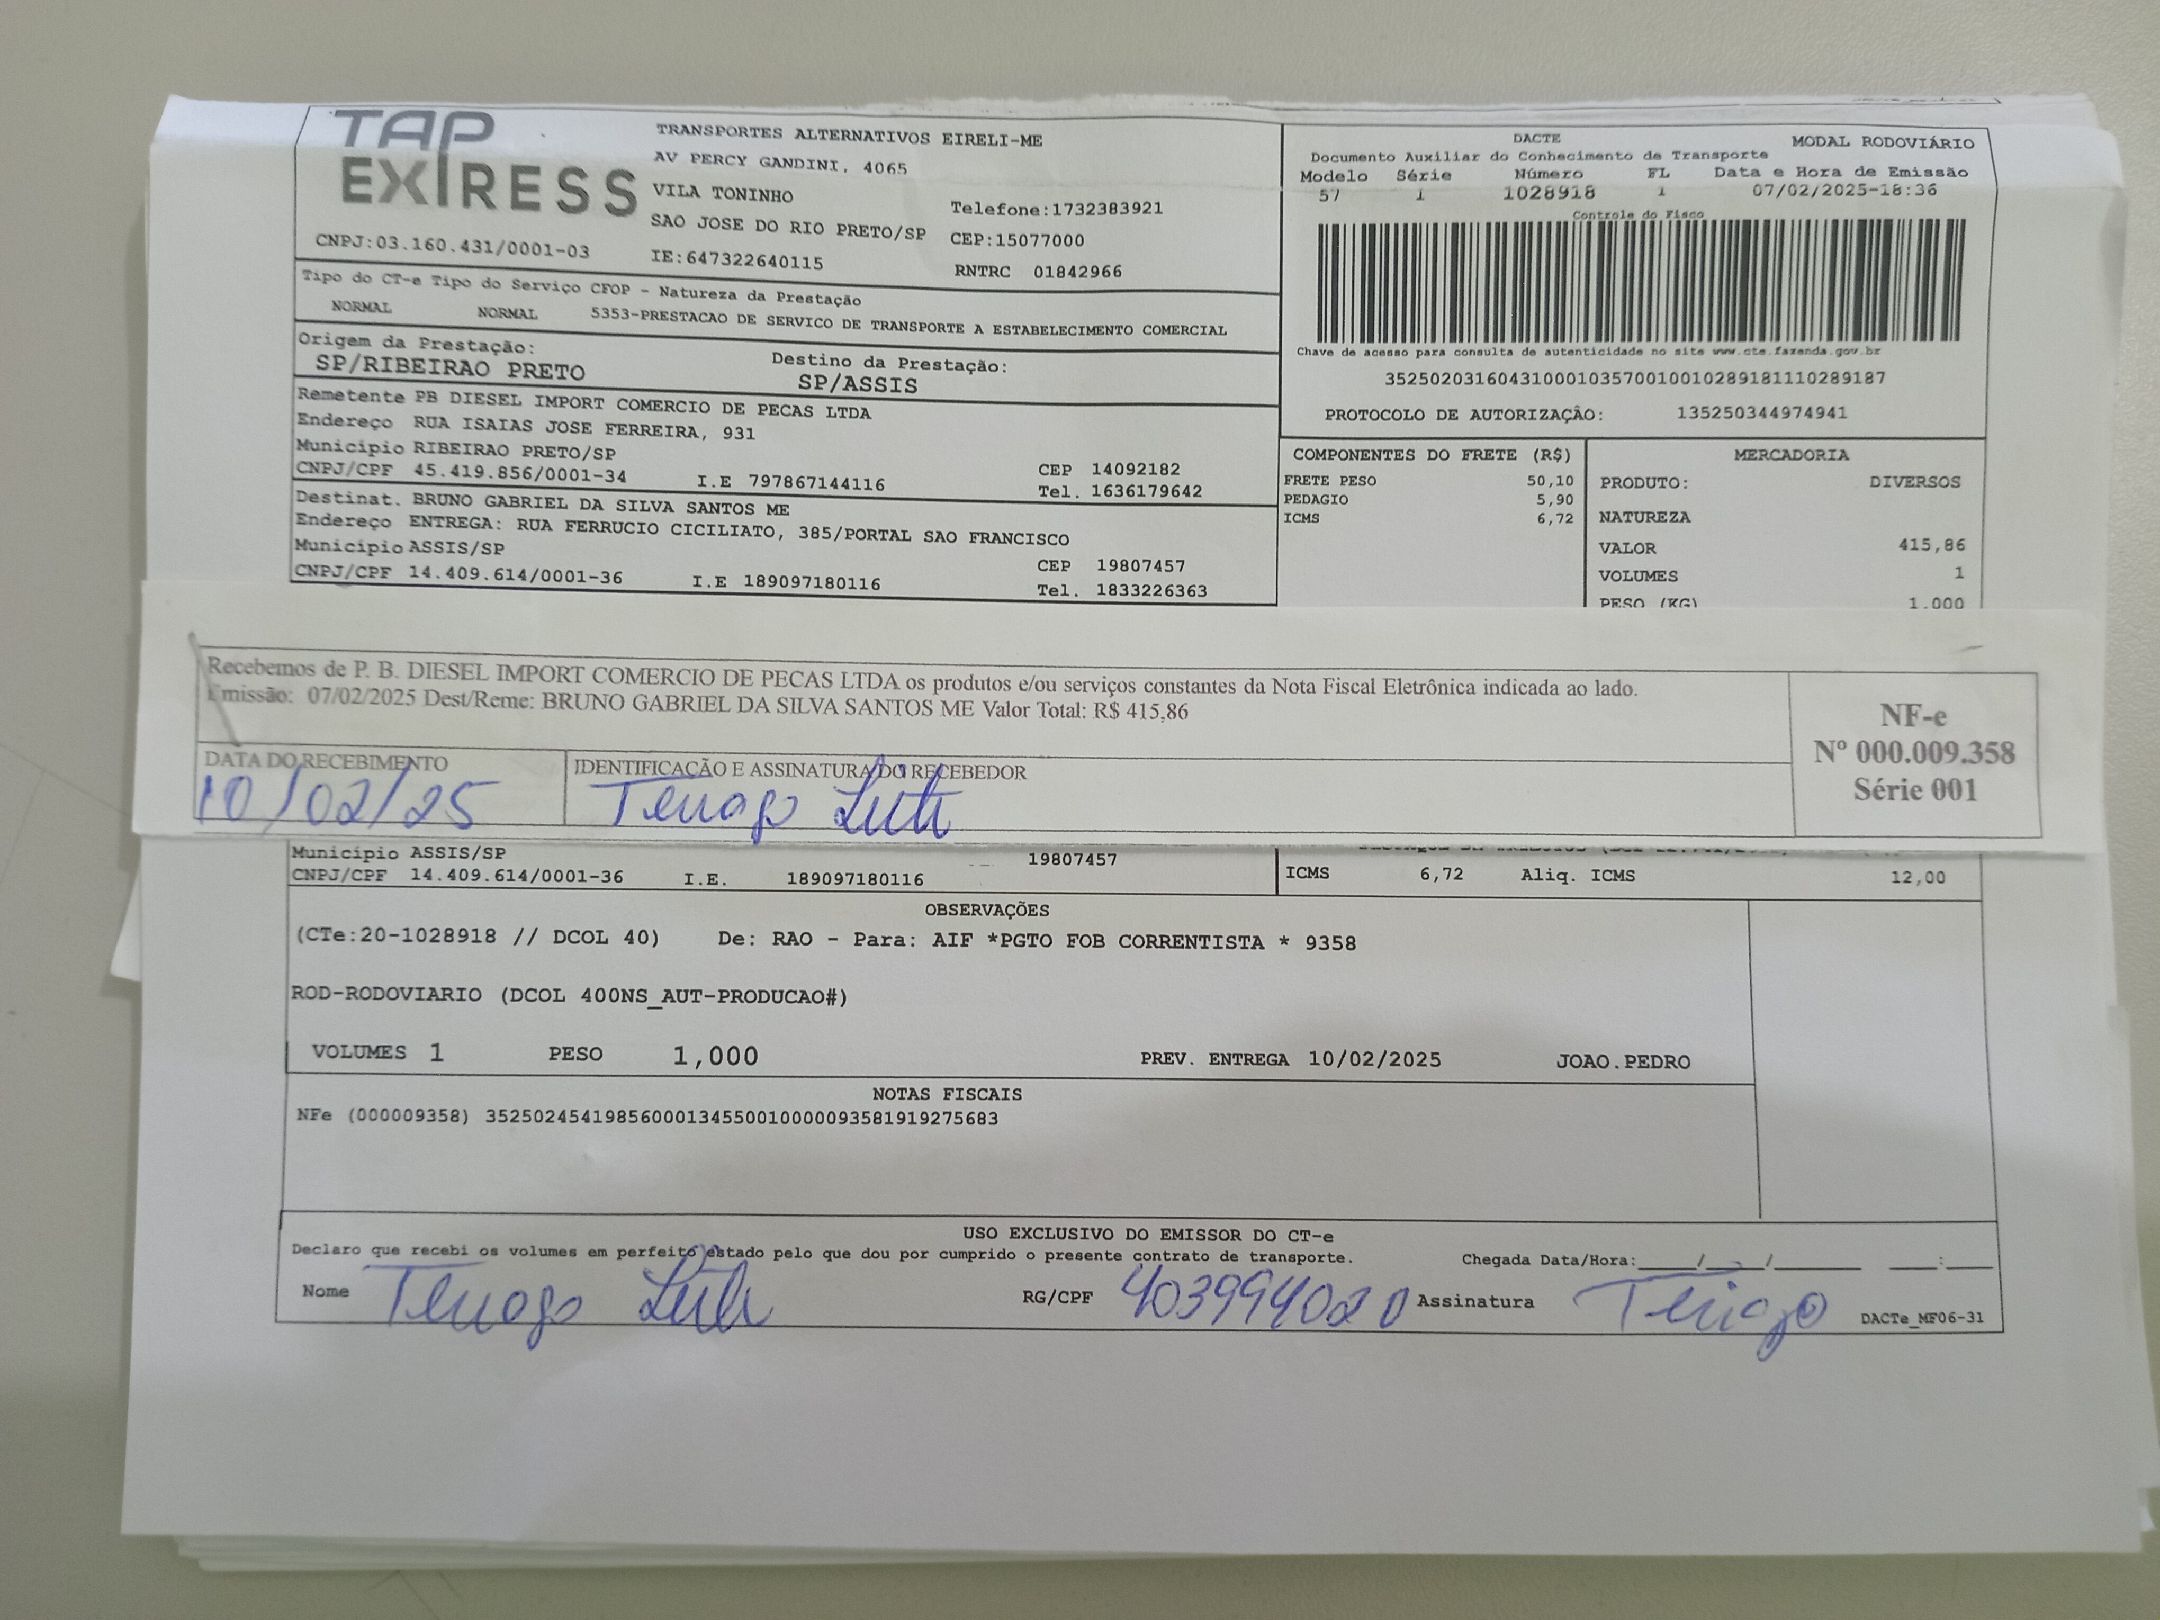 TAP
EXPRESS
TRANSPORTES ALTERNATIVOS EIRELI-ME
AV PERCY GANDINI, 4065
VILA TONINHO
SAO JOSE DO RIO PRETO/SP
Telefone:1732383921
CEP:15077000
CNPJ:03.160.431/0001-03
IE:647322640115
RNTRC 01842966
DACTE
MODAL RODOVIÁRIO
Documento Auxiliar do Conhecimento de Transporte
Modelo Série Número FL Data e Hora de Emissão
57 1 1028918 1 07/02/2025-18:36
Controle do Fisco
Chave de acesso para consulta de autenticidade no site www.cte.fazenda.gov.br
35250203160431000103570010010289181110289187
PROTOCOLO DE AUTORIZAÇÃO: 135250344974941
Tipo do CT-e Tipo do Serviço CFOP - Natureza da Prestação
NORMAL NORMAL 5353-PRESTACAO DE SERVICO DE TRANSPORTE A ESTABELECIMENTO COMERCIAL
Origem da Prestação: Destino da Prestação:
SP/RIBEIRAO PRETO SP/ASSIS
Remetente PB DIESEL IMPORT COMERCIO DE PECAS LTDA
Endereço RUA ISAIAS JOSE FERREIRA, 931
Município RIBEIRAO PRETO/SP CEP 14092182
CNPJ/CPF 45.419.856/0001-34 I.E 797867144116 Tel. 1636179642
Destinat. BRUNO GABRIEL DA SILVA SANTOS ME
Endereço ENTREGA: RUA FERRUCIO CICILIATO, 385/PORTAL SAO FRANCISCO
Município ASSIS/SP CEP 19807457
CNPJ/CPF 14.409.614/0001-36 I.E 189097180116 Tel. 1833226363
COMPONENTES DO FRETE (R$)
FRETE PESO 50,10
PEDAGIO 5,90
ICMS 6,72
MERCADORIA
PRODUTO: DIVERSOS
NATUREZA
VALOR 415,86
VOLUMES 1
PESO (KG) 1,000
Recebemos de P. B. DIESEL IMPORT COMERCIO DE PECAS LTDA os produtos e/ou serviços constantes da Nota Fiscal Eletrônica indicada ao lado.
Emissão: 07/02/2025 Dest/Reme: BRUNO GABRIEL DA SILVA SANTOS ME Valor Total: R$ 415,86
NF-e
Nº 000.009.358
Série 001
DATA DO RECEBIMENTO IDENTIFICAÇÃO E ASSINATURA DO RECEBEDOR
10/02/25
Município ASSIS/SP 19807457
CNPJ/CPF 14.409.614/0001-36 I.E. 189097180116
ICMS 6,72 Aliq. ICMS 12,00
OBSERVAÇÕES
(CTe:20-1028918 // DCOL 40) De: RAO - Para: AIF *PGTO FOB CORRENTISTA * 9358
ROD-RODOVIARIO (DCOL 400NS_AUT-PRODUCAO#)
VOLUMES 1 PESO 1,000 PREV. ENTREGA 10/02/2025 JOAO.PEDRO
NOTAS FISCAIS
NFe (000009358) 35250245419856000134550010000093581919275683
USO EXCLUSIVO DO EMISSOR DO CT-e
Declaro que recebi os volumes em perfeito estado pelo que dou por cumprido o presente contrato de transporte. Chegada Data/Hora:____/____/______ ___:___
Nome RG/CPF 403994020 Assinatura DACTe_MF06-31